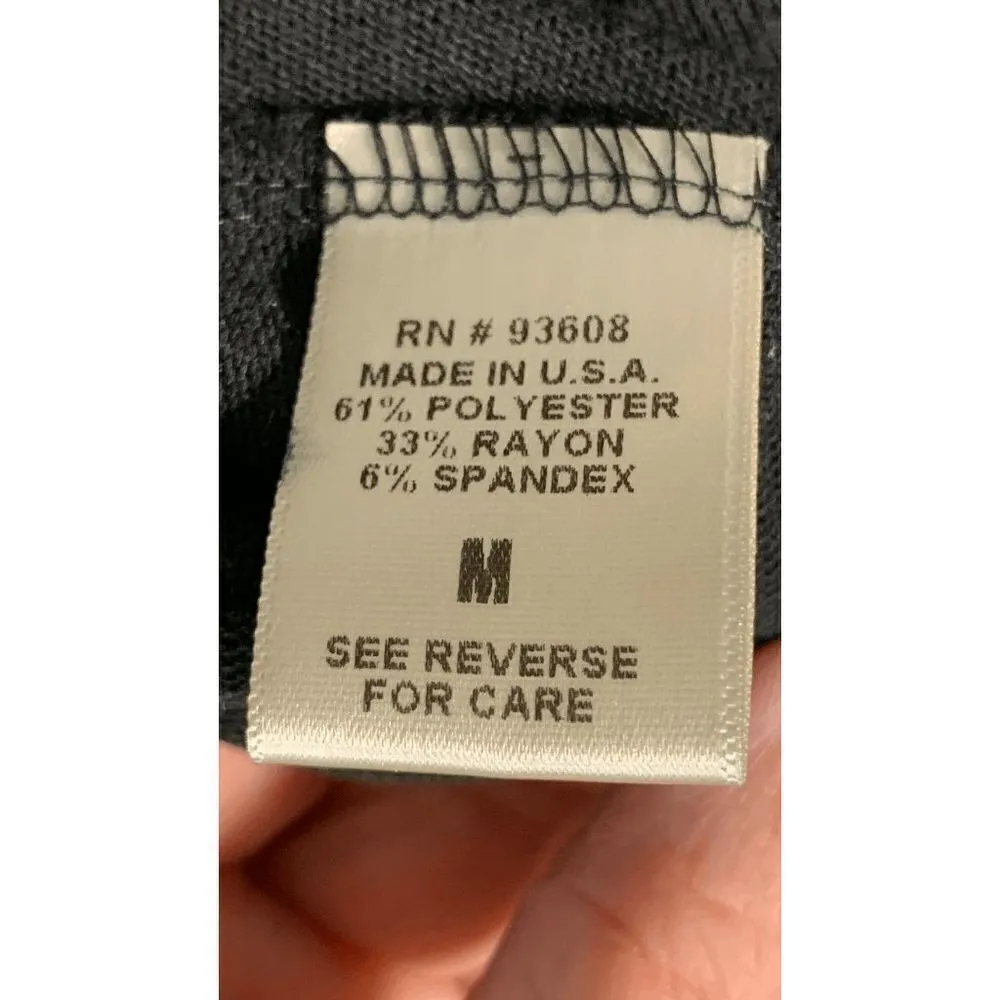 RN # 93608
MADE IN U.S.A.
61% POLYESTER
33% RAYON
6% SPANDEX
M
SEE REVERSE
FOR CARE